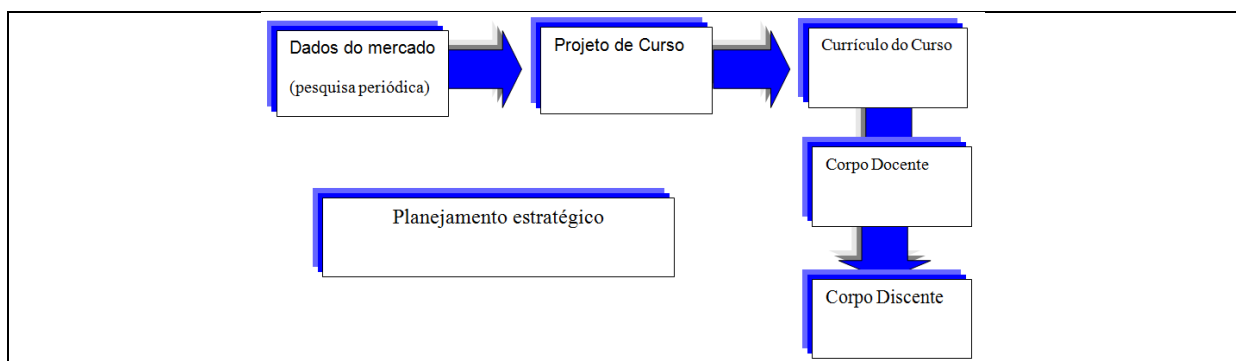 Dados do mercado
(pesquisa periódica)
Projeto de Curso
Currículo do Curso
Corpo Docente
Planejamento estratégico
Corpo Discente